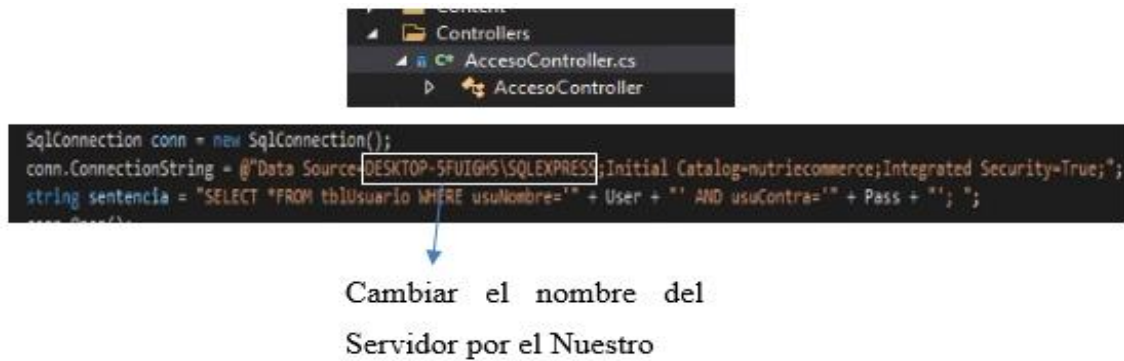 Content
Controllers
C# AccesoController.cs
AccesoController
SqlConnection conn = new SqlConnection();
conn.ConnectionString = @"Data Source=DESKTOP-5FUIGHS\SQLEXPRESS;Initial Catalog=nutriecommerce;Integrated Security=True;";
string sentencia = "SELECT *FROM tblUsuario WHERE usuNombre='" + User + "' AND usuContra='" + Pass + "'; ";
Cambiar el nombre del
Servidor por el Nuestro